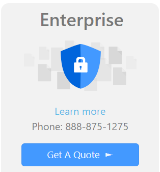 Enterprise
Learn more
Phone: 888-875-1275
Get A Quote ►